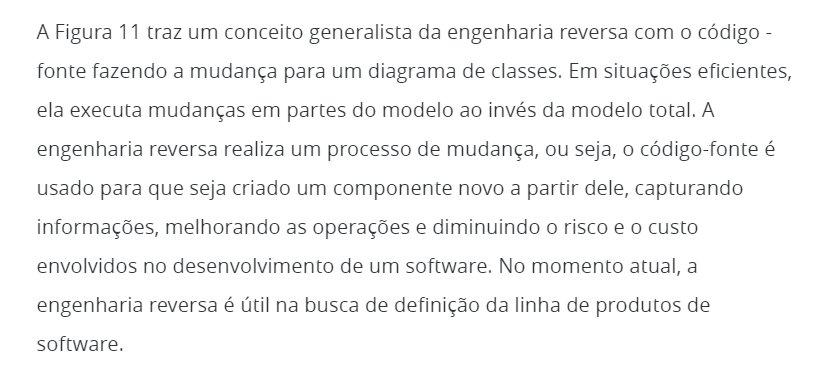 A Figura 11 traz um conceito generalista da engenharia reversa com o código -
fonte fazendo a mudança para um diagrama de classes. Em situações eficientes,
ela executa mudanças em partes do modelo ao invés da modelo total. A
engenharia reversa realiza um processo de mudança, ou seja, o código-fonte é
usado para que seja criado um componente novo a partir dele, capturando
informações, melhorando as operações e diminuindo o risco e o custo
envolvidos no desenvolvimento de um software. No momento atual, a
engenharia reversa é útil na busca de definição da linha de produtos de
software.